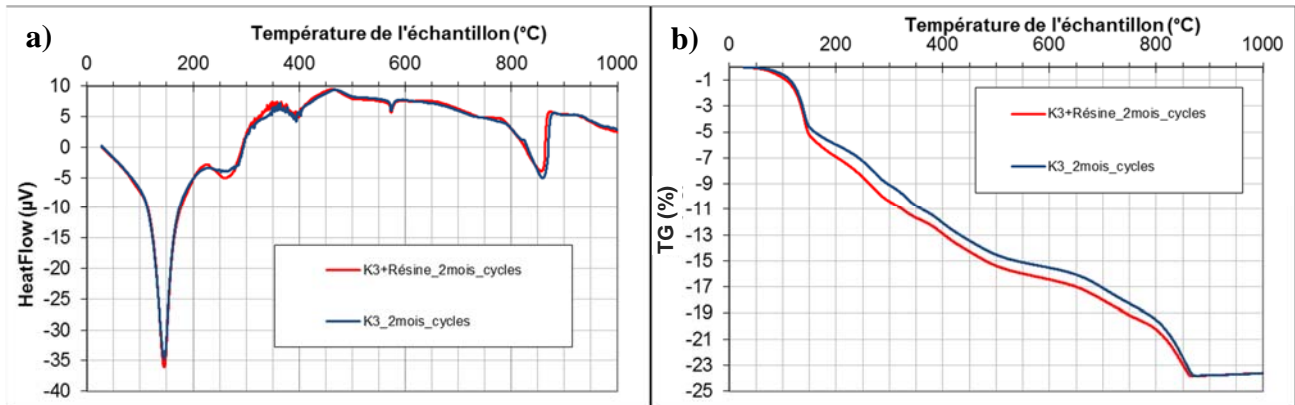 a)
Température de l'échantillon (°C)
0 200 400 600 800 1000
10
5
0
-5
-10
-15
-20
-25
-30
-35
-40
HeatFlow (µV)
K3+Résine_2mois_cycles
K3_2mois_cycles
b)
Température de l'échantillon (°C)
0 200 400 600 800 1000
-1
-3
-5
-7
-9
-11
-13
-15
-17
-19
-21
-23
-25
TG (%)
K3+Résine_2mois_cycles
K3_2mois_cycles